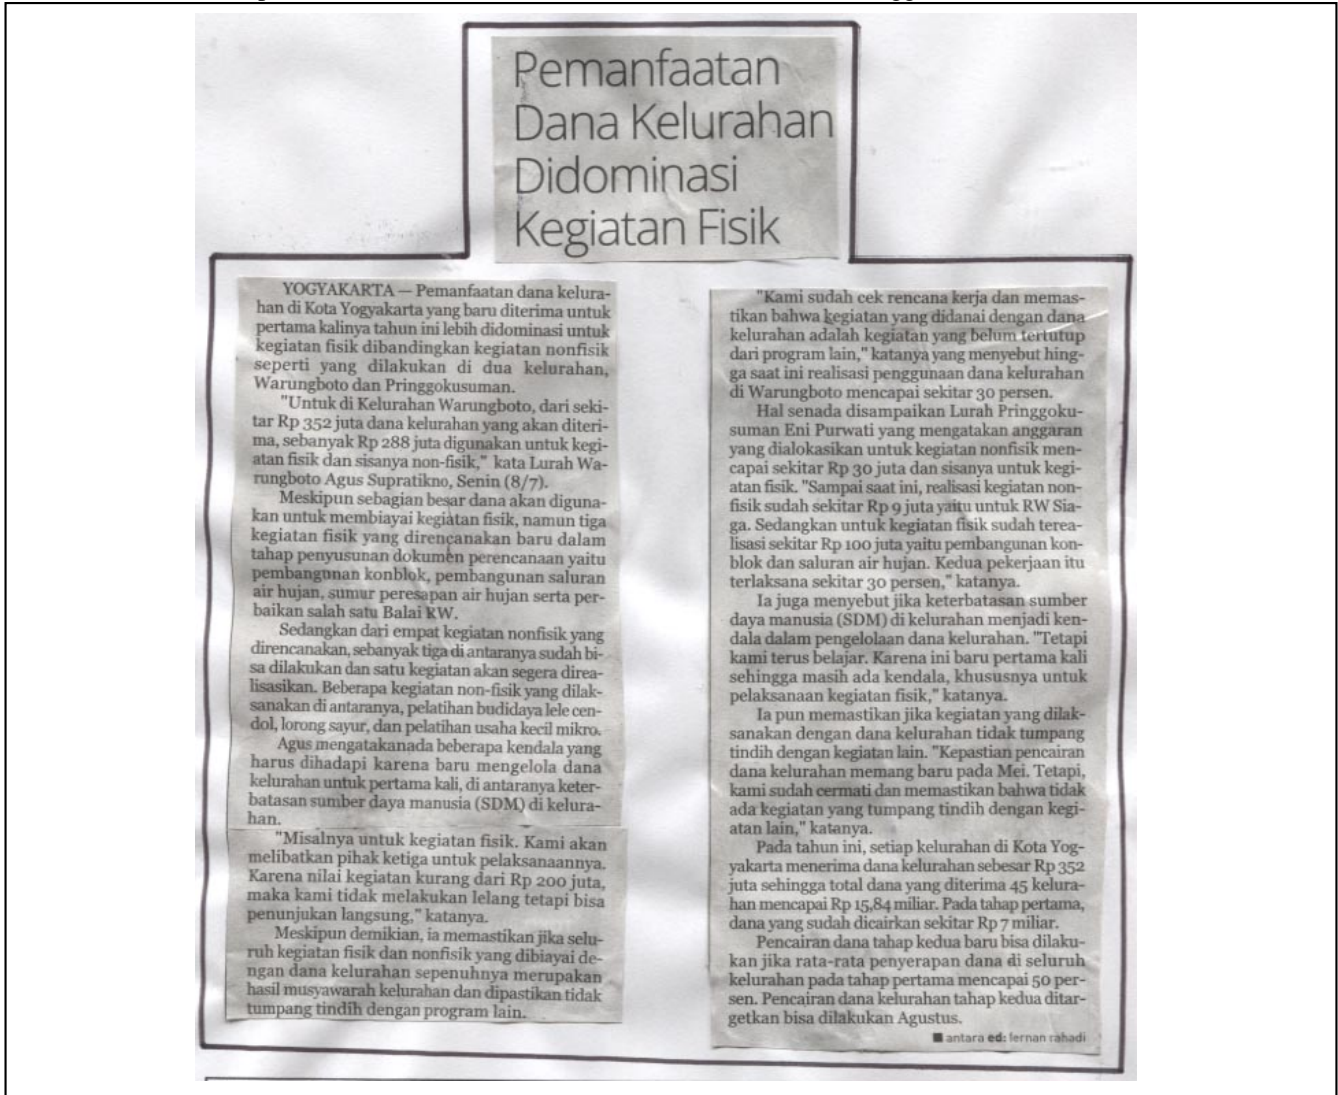 Pemanfaatan
Dana Kelurahan
Didominasi
Kegiatan Fisik
YOGYAKARTA — Pemanfaatan dana kelura-
han di Kota Yogyakarta yang baru diterima untuk
pertama kalinya tahun ini lebih didominasi untuk
kegiatan fisik dibandingkan kegiatan nonfisik
seperti yang dilakukan di dua kelurahan,
Warungboto dan Pringgokusuman.
"Untuk di Kelurahan Warungboto, dari seki-
tar Rp 352 juta dana kelurahan yang akan diteri-
ma, sebanyak Rp 288 juta digunakan untuk kegi-
atan fisik dan sisanya non-fisik," kata Lurah Wa-
rungboto Agus Supratikno, Senin (8/7).
Meskipun sebagian besar dana akan diguna-
kan untuk membiayai kegiatan fisik, namun tiga
kegiatan fisik yang direncanakan baru dalam
tahap penyusunan dokumen perencanaan yaitu
pembangunan konblok, pembangunan saluran
air hujan, sumur peresapan air hujan serta per-
baikan salah satu Balai RW.
Sedangkan dari empat kegiatan nonfisik yang
direncanakan, sebanyak tiga di antaranya sudah bi-
sa dilakukan dan satu kegiatan akan segera direa-
lisasikan. Beberapa kegiatan non-fisik yang dilak-
sanakan di antaranya, pelatihan budidaya lele cen-
dol, lorong sayur, dan pelatihan usaha kecil mikro.
Agus mengatakanada beberapa kendala yang
harus dihadapi karena baru mengelola dana
kelurahan untuk pertama kali, di antaranya keter-
batasan sumber daya manusia (SDM) di kelura-
han.
"Misalnya untuk kegiatan fisik. Kami akan
melibatkan pihak ketiga untuk pelaksanaannya.
Karena nilai kegiatan kurang dari Rp 200 juta,
maka kami tidak melakukan lelang tetapi bisa
penunjukan langsung," katanya.
Meskipun demikian, ia memastikan jika selu-
ruh kegiatan fisik dan nonfisik yang dibiayai de-
ngan dana kelurahan sepenuhnya merupakan
hasil musyawarah kelurahan dan dipastikan tidak
tumpang tindih dengan program lain.
"Kami sudah cek rencana kerja dan memas-
tikan bahwa kegiatan yang didanai dengan dana
kelurahan adalah kegiatan yang belum tertutup
dari program lain," katanya yang menyebut hing-
ga saat ini realisasi penggunaan dana kelurahan
di Warungboto mencapai sekitar 30 persen.
Hal senada disampaikan Lurah Pringgoku-
suman Eni Purwati yang mengatakan anggaran
yang dialokasikan untuk kegiatan nonfisik men-
capai sekitar Rp 30 juta dan sisanya untuk kegi-
atan fisik. "Sampai saat ini, realisasi kegiatan non-
fisik sudah sekitar Rp 9 juta yaitu untuk RW Sia-
ga. Sedangkan untuk kegiatan fisik sudah terea-
lisasi sekitar Rp 100 juta yaitu pembangunan kon-
blok dan saluran air hujan. Kedua pekerjaan itu
terlaksana sekitar 30 persen," katanya.
Ia juga menyebut jika keterbatasan sumber
daya manusia (SDM) di kelurahan menjadi ken-
dala dalam pengelolaan dana kelurahan. "Tetapi
kami terus belajar. Karena ini baru pertama kali
sehingga masih ada kendala, khususnya untuk
pelaksanaan kegiatan fisik," katanya.
Ia pun memastikan jika kegiatan yang dilak-
sanakan dengan dana kelurahan tidak tumpang
tindih dengan kegiatan lain. "Kepastian pencairan
dana kelurahan memang baru pada Mei. Tetapi,
kami sudah cermati dan memastikan bahwa tidak
ada kegiatan yang tumpang tindih dengan kegi-
atan lain," katanya.
Pada tahun ini, setiap kelurahan di Kota Yog-
yakarta menerima dana kelurahan sebesar Rp 352
juta sehingga total dana yang diterima 45 kelura-
han mencapai Rp 15,84 miliar. Pada tahap pertama,
dana yang sudah dicairkan sekitar Rp 7 miliar.
Pencairan dana tahap kedua baru bisa dilaku-
kan jika rata-rata penyerapan dana di seluruh
kelurahan pada tahap pertama mencapai 50 per-
sen. Pencairan dana kelurahan tahap kedua ditar-
getkan bisa dilakukan Agustus.
■ antara ed: lernan rahadi